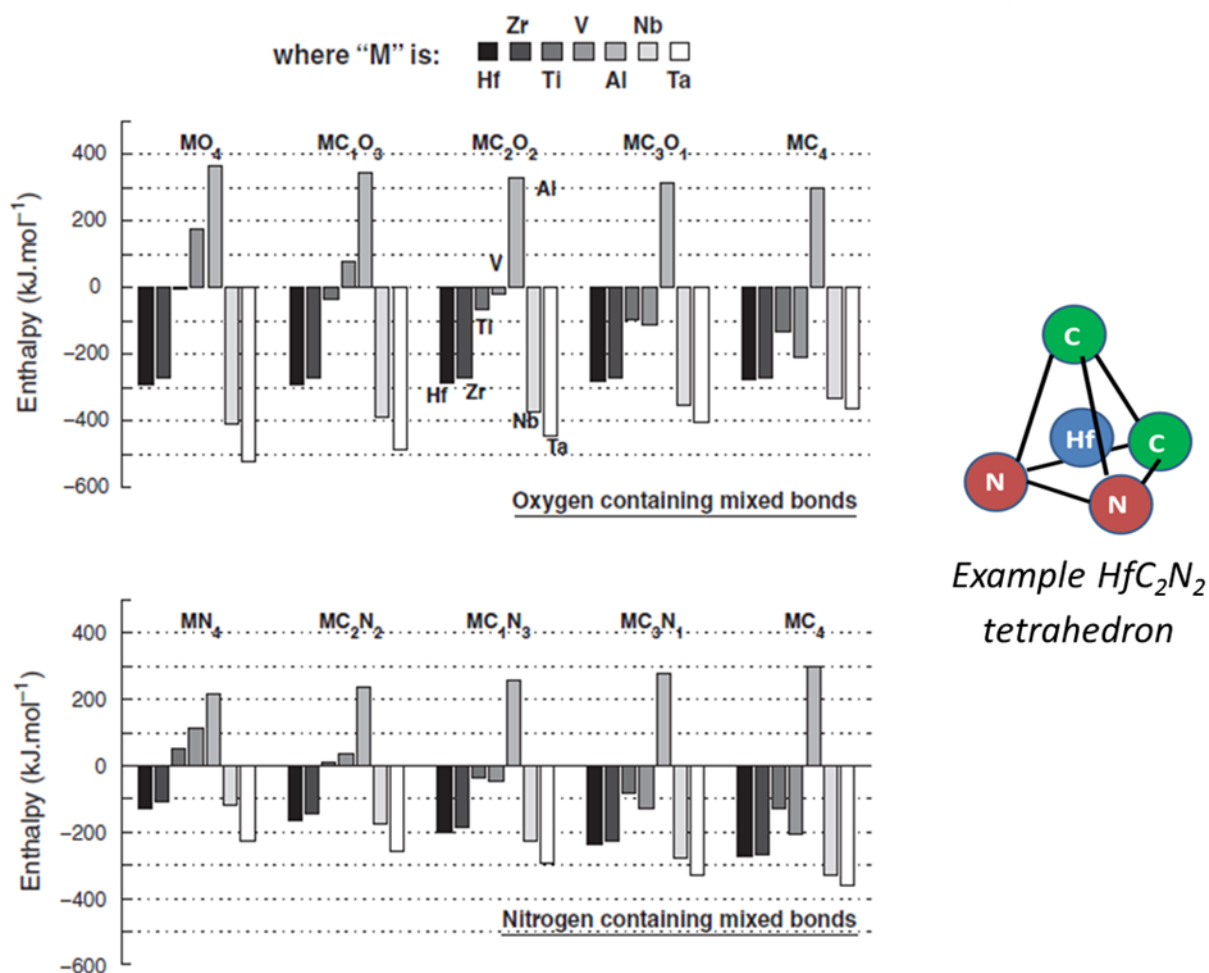 Zr V Nb
where “M” is:
Hf Ti Al Ta
MO₄ MC₁O₃ MC₂O₂ MC₃O₁ MC₄
400
200
0
−200
−400
−600
Enthalpy (kJ.mol⁻¹)
Al
V
Ti
Hf Zr
Nb
Ta
Oxygen containing mixed bonds
MN₄ MC₂N₂ MC₁N₃ MC₃N₁ MC₄
400
200
0
−200
−400
−600
Enthalpy (kJ.mol⁻¹)
Nitrogen containing mixed bonds
C
Hf
C
N
N
Example HfC₂N₂
tetrahedron